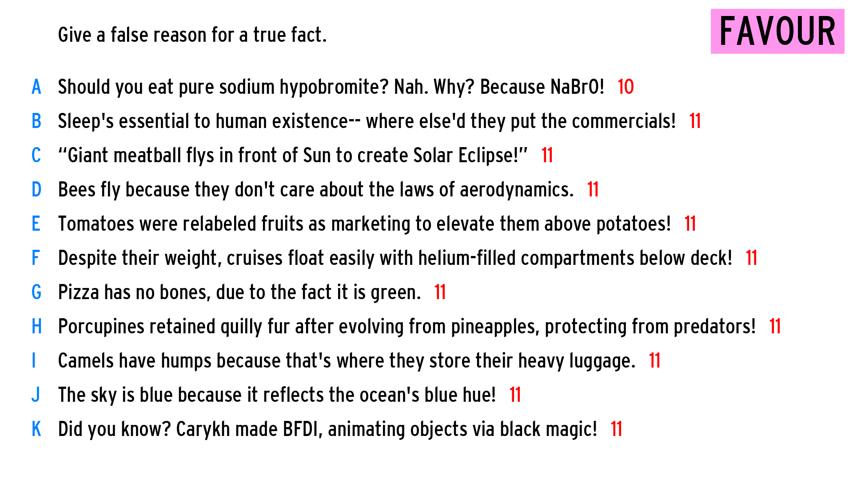 Give a false reason for a true fact.
FAVOUR
A Should you eat pure sodium hypobromite? Nah. Why? Because NaBrO! 10
B Sleep's essential to human existence-- where else'd they put the commercials! 11
C “Giant meatball flys in front of Sun to create Solar Eclipse!” 11
D Bees fly because they don't care about the laws of aerodynamics. 11
E Tomatoes were relabeled fruits as marketing to elevate them above potatoes! 11
F Despite their weight, cruises float easily with helium-filled compartments below deck! 11
G Pizza has no bones, due to the fact it is green. 11
H Porcupines retained quilly fur after evolving from pineapples, protecting from predators! 11
I Camels have humps because that's where they store their heavy luggage. 11
J The sky is blue because it reflects the ocean's blue hue! 11
K Did you know? Carykh made BFDI, animating objects via black magic! 11